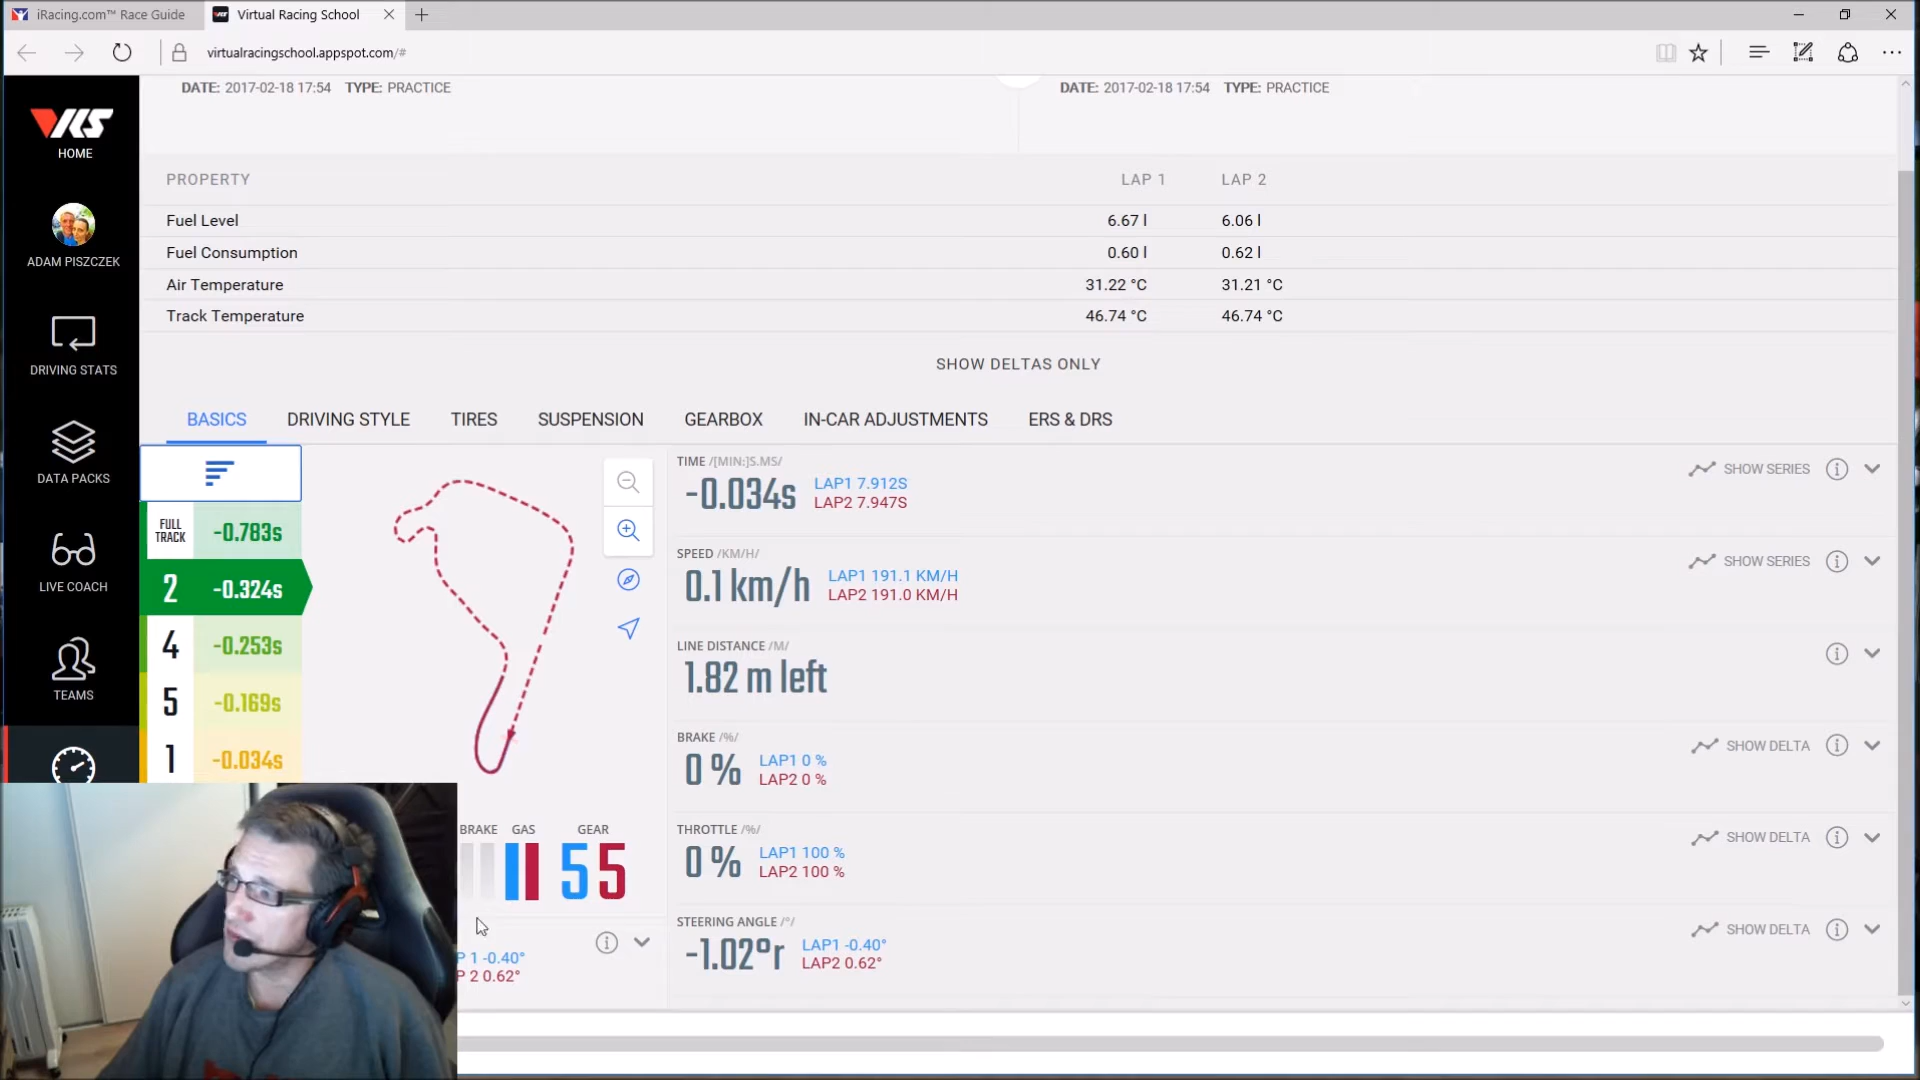 iRacing.com™ Race Guide
Virtual Racing School
virtualracingschool.appspot.com/#
VRS
HOME
ADAM PISZCZEK
DRIVING STATS
DATA PACKS
LIVE COACH
TEAMS
DATE: 2017-02-18 17:54 TYPE: PRACTICE
DATE: 2017-02-18 17:54 TYPE: PRACTICE
PROPERTY LAP 1 LAP 2
Fuel Level 6.67 l 6.06 l
Fuel Consumption 0.60 l 0.62 l
Air Temperature 31.22 °C 31.21 °C
Track Temperature 46.74 °C 46.74 °C
SHOW DELTAS ONLY
BASICS DRIVING STYLE TIRES SUSPENSION GEARBOX IN-CAR ADJUSTMENTS ERS & DRS
FULL TRACK -0.783s
2 -0.324s
4 -0.253s
5 -0.169s
1 -0.034s
BRAKE GAS GEAR
5 5
P 1 -0.40°
P 2 0.62°
TIME /[MIN:]S.MS/
-0.034s LAP1 7.912S
LAP2 7.947S
SHOW SERIES
SPEED /KM/H/
0.1 km/h LAP1 191.1 KM/H
LAP2 191.0 KM/H
SHOW SERIES
LINE DISTANCE /M/
1.82 m left
BRAKE /%/
0 % LAP1 0 %
LAP2 0 %
SHOW DELTA
THROTTLE /%/
0 % LAP1 100 %
LAP2 100 %
SHOW DELTA
STEERING ANGLE /°/
-1.02°r LAP1 -0.40°
LAP2 0.62°
SHOW DELTA